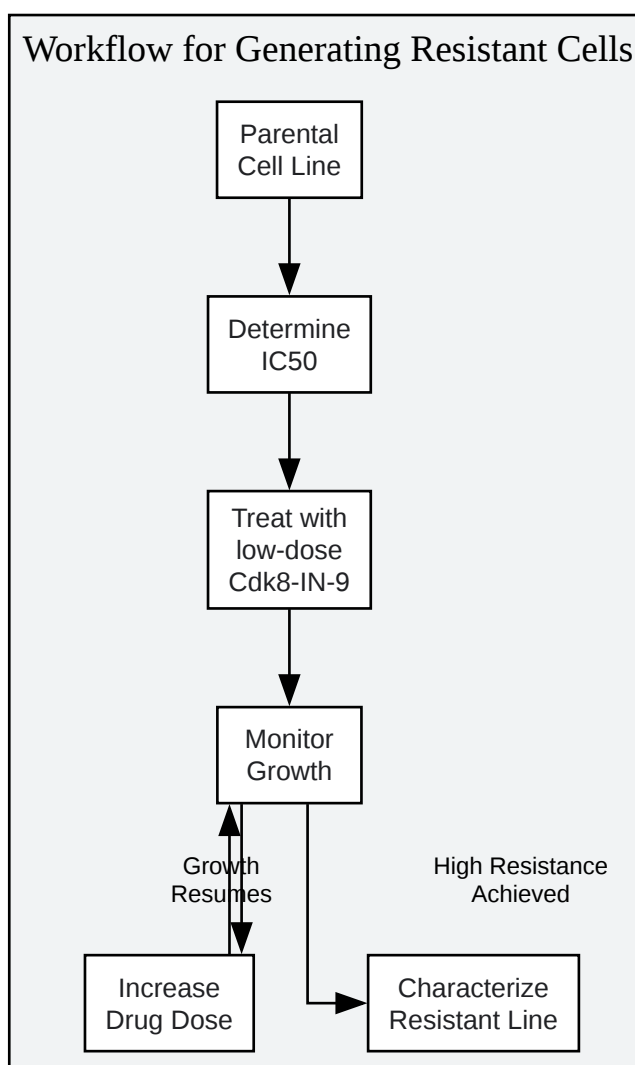 Workflow for Generating Resistant Cells
Parental
Cell Line
Determine
IC50
Treat with
low-dose
Cdk8-IN-9
Monitor
Growth
Growth
Resumes
High Resistance
Achieved
Increase
Drug Dose
Characterize
Resistant Line